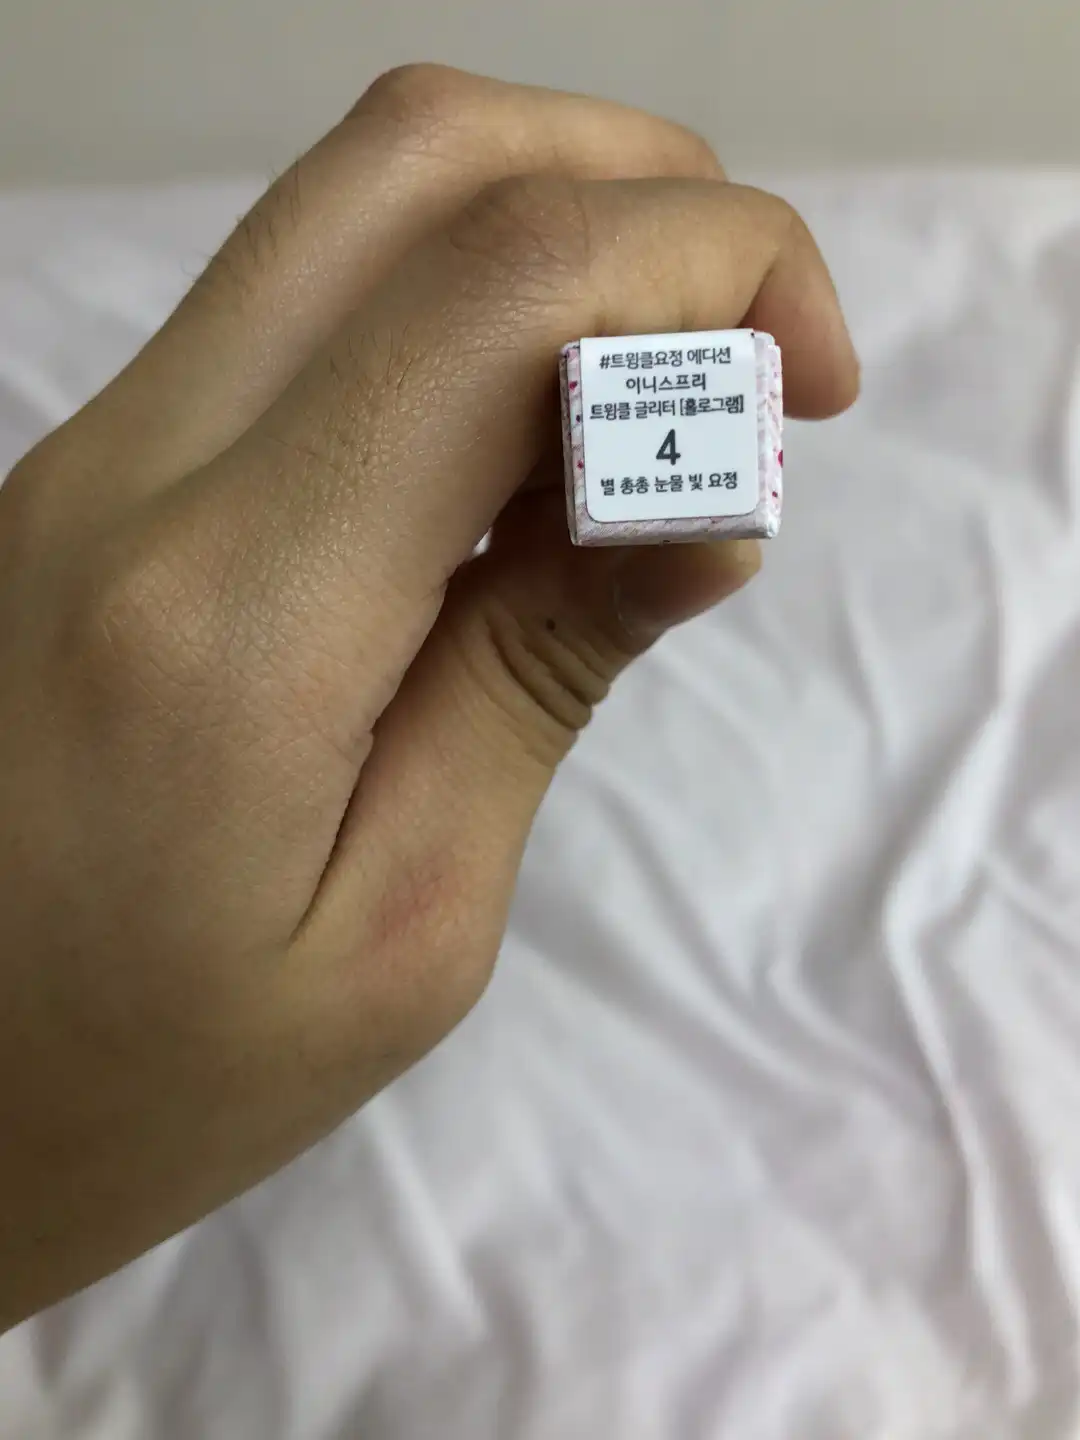 #트윙클요정 에디션
이니스프리
트윙클 글리터 [홀로그램]
4
별 총총 눈물 빛 요정